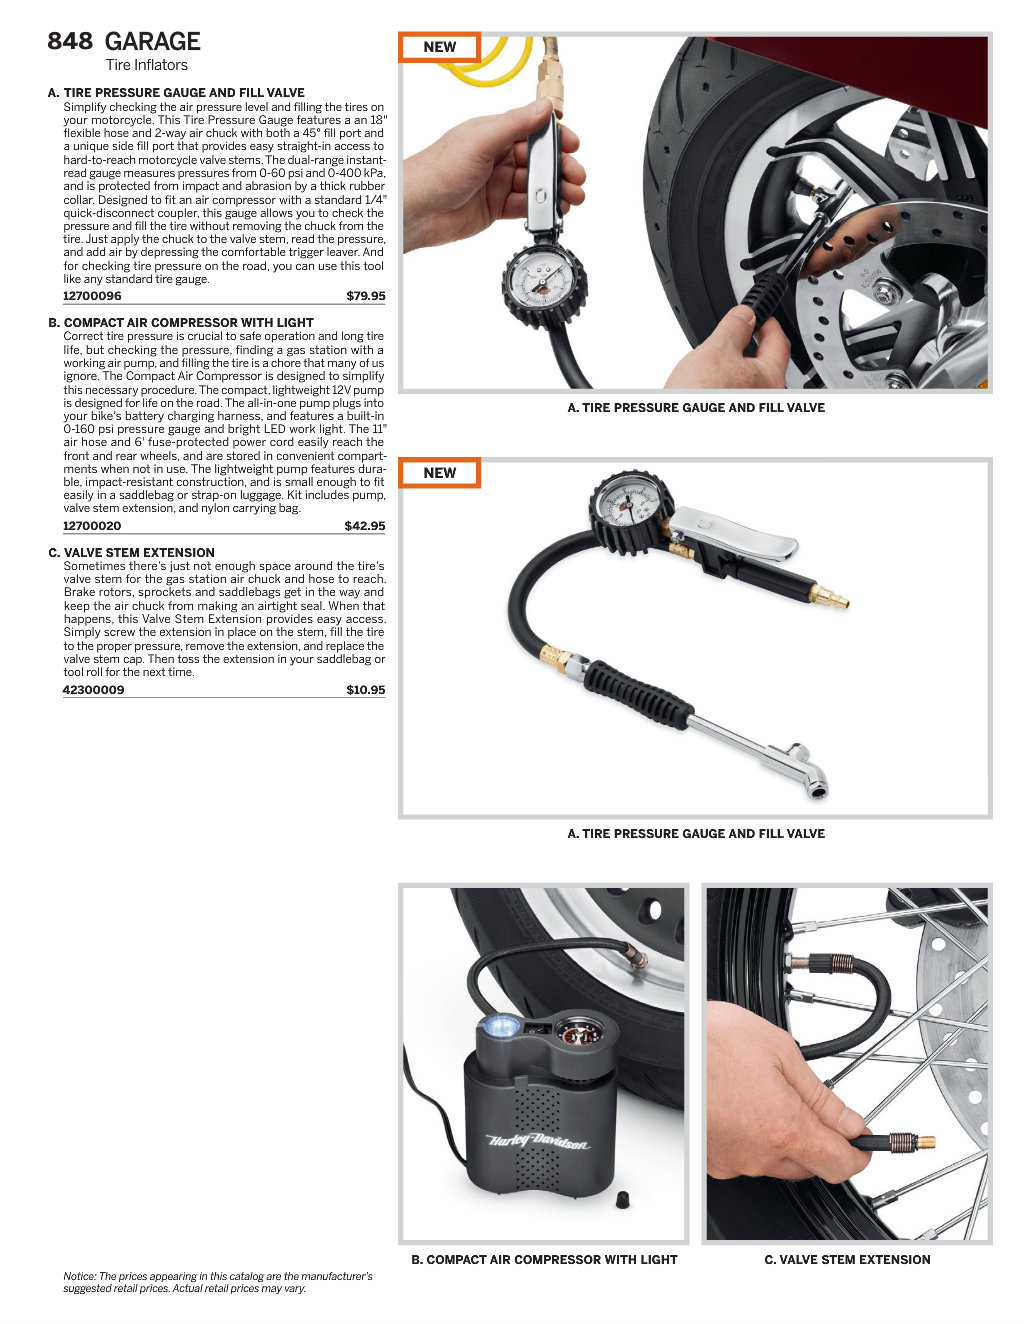 848 GARAGE
Tire Inflators
A. TIRE PRESSURE GAUGE AND FILL VALVE
Simplify checking the air pressure level and filling the tires on
your motorcycle. This Tire Pressure Gauge features a an 18"
flexible hose and 2-way air chuck with both a 45° fill port and
a unique side fill port that provides easy straight-in access to
hard-to-reach motorcycle valve stems. The dual-range instant-
read gauge measures pressures from 0-60 psi and 0-400 kPa,
and is protected from impact and abrasion by a thick rubber
collar. Designed to fit an air compressor with a standard 1/4"
quick-disconnect coupler, this gauge allows you to check the
pressure and fill the tire without removing the chuck from the
tire. Just apply the chuck to the valve stem, read the pressure,
and add air by depressing the comfortable trigger leaver. And
for checking tire pressure on the road, you can use this tool
like any standard tire gauge.
12700096 $79.95
B. COMPACT AIR COMPRESSOR WITH LIGHT
Correct tire pressure is crucial to safe operation and long tire
life, but checking the pressure, finding a gas station with a
working air pump, and filling the tire is a chore that many of us
ignore. The Compact Air Compressor is designed to simplify
this necessary procedure. The compact, lightweight 12V pump
is designed for life on the road. The all-in-one pump plugs into
your bike's battery charging harness, and features a built-in
0-160 psi pressure gauge and bright LED work light. The 11"
air hose and 6' fuse-protected power cord easily reach the
front and rear wheels, and are stored in convenient compart-
ments when not in use. The lightweight pump features dura-
ble, impact-resistant construction, and is small enough to fit
easily in a saddlebag or strap-on luggage. Kit includes pump,
valve stem extension, and nylon carrying bag.
12700020 $42.95
C. VALVE STEM EXTENSION
Sometimes there's just not enough space around the tire's
valve stem for the gas station air chuck and hose to reach.
Brake rotors, sprockets and saddlebags get in the way and
keep the air chuck from making an airtight seal. When that
happens, this Valve Stem Extension provides easy access.
Simply screw the extension in place on the stem, fill the tire
to the proper pressure, remove the extension, and replace the
valve stem cap. Then toss the extension in your saddlebag or
tool roll for the next time.
42300009 $10.95
NEW
A. TIRE PRESSURE GAUGE AND FILL VALVE
NEW
A. TIRE PRESSURE GAUGE AND FILL VALVE
Harley-Davidson
B. COMPACT AIR COMPRESSOR WITH LIGHT
C. VALVE STEM EXTENSION
Notice: The prices appearing in this catalog are the manufacturer's
suggested retail prices. Actual retail prices may vary.